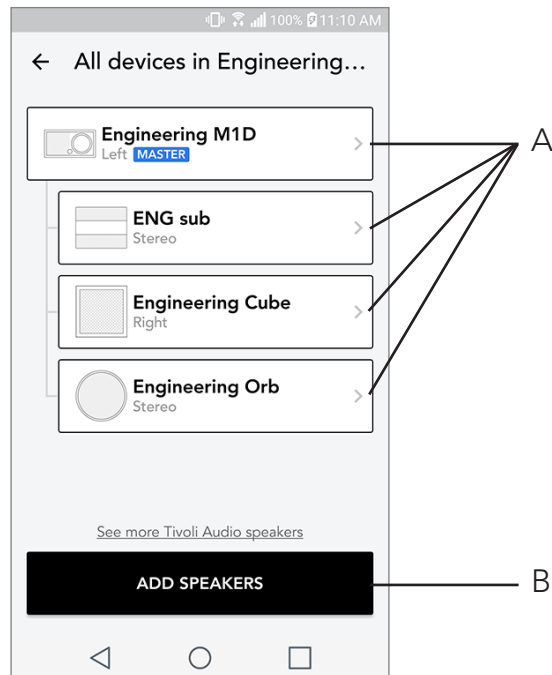 100% 11:10 AM
All devices in Engineering...
Engineering M1D
Left MASTER
A
ENG sub
Stereo
Engineering Cube
Right
Engineering Orb
Stereo
See more Tivoli Audio speakers
ADD SPEAKERS
B